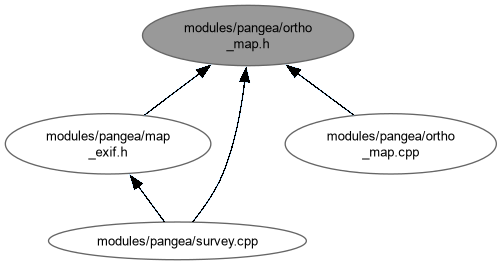 modules/pangea/ortho
_map.h
modules/pangea/map
_exif.h
modules/pangea/ortho
_map.cpp
modules/pangea/survey.cpp